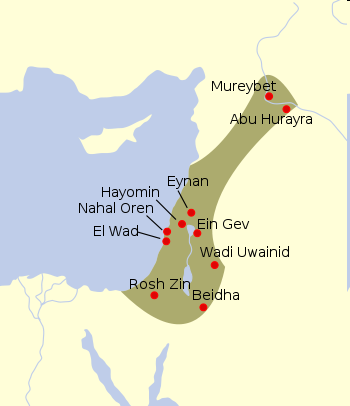 Mureybet
Abu Hurayra
Eynan
Hayomin
Nahal Oren
Ein Gev
El Wad
Wadi Uwainid
Rosh Zin
Beidha